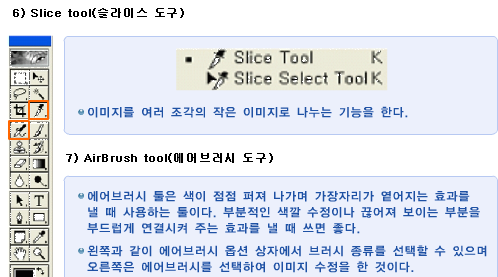 6) Slice tool(슬라이스 도구)
Slice Tool K
Slice Select Tool K
이미지를 여러 조각의 작은 이미지로 나누는 기능을 한다.
7) AirBrush tool(에어브러시 도구)
에어브러시 툴은 색이 점점 퍼져 나가며 가장자리가 옅어지는 효과를
낼 때 사용하는 툴이다. 부분적인 색깔 수정이나 끊어져 보이는 부분을
부드럽게 연결시켜 주는 효과를 낼 때 쓰면 좋다.
왼쪽과 같이 에어브러시 옵션 상자에서 브러시 종류를 선택할 수 있으며
오른쪽은 에어브러시를 선택하여 이미지 수정을 한 것이다.